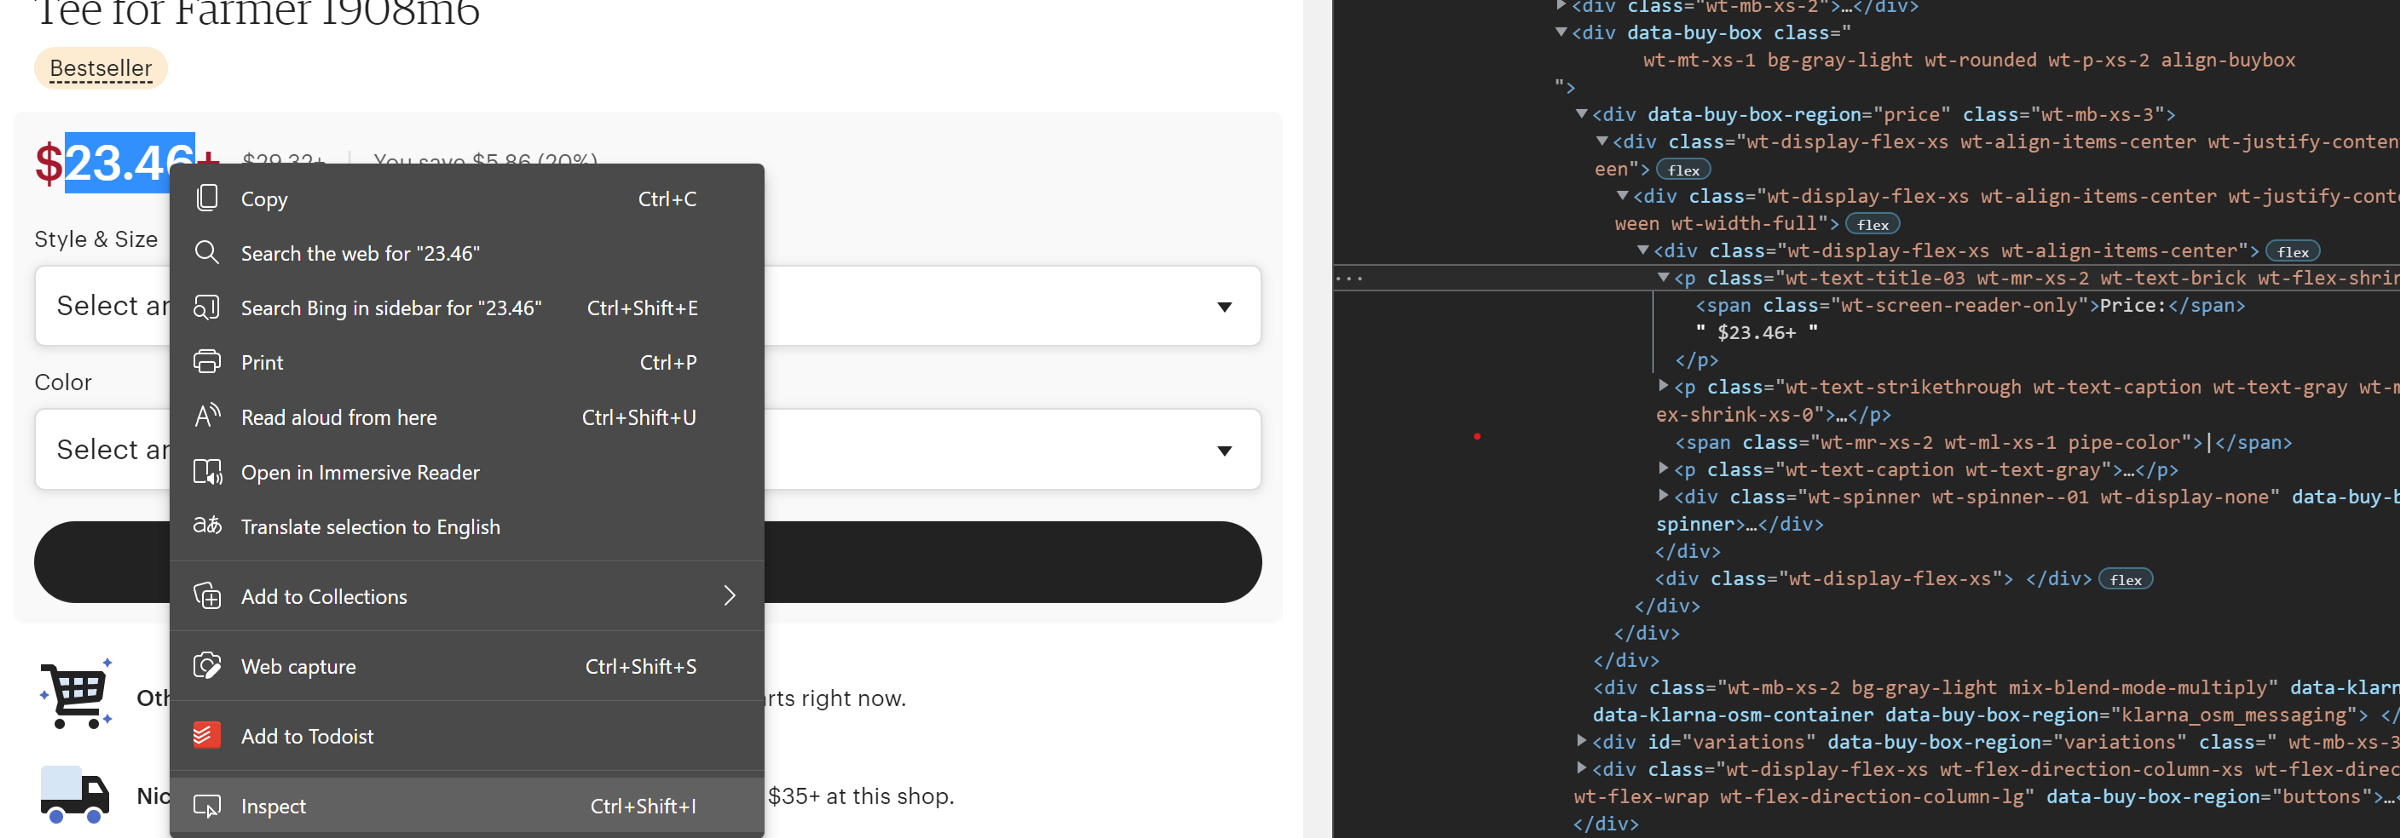 Tee for Farmer 1908m6
Bestseller
$23.46+ $29.32+ | You save $5.86 (20%)
Style & Size
Select an
Color
Select an
Oth
arts right now.
Nic
$35+ at this shop.
Copy Ctrl+C
Search the web for "23.46"
Search Bing in sidebar for "23.46" Ctrl+Shift+E
Print Ctrl+P
Read aloud from here Ctrl+Shift+U
Open in Immersive Reader
Translate selection to English
Add to Collections
Web capture Ctrl+Shift+S
Add to Todoist
Inspect Ctrl+Shift+I
<div class="wt-mb-xs-2">…</div>
<div data-buy-box class="
wt-mt-xs-1 bg-gray-light wt-rounded wt-p-xs-2 align-buybox
">
<div data-buy-box-region="price" class="wt-mb-xs-3">
<div class="wt-display-flex-xs wt-align-items-center wt-justify-conten
een"> flex
<div class="wt-display-flex-xs wt-align-items-center wt-justify-cont
ween wt-width-full"> flex
<div class="wt-display-flex-xs wt-align-items-center"> flex
<p class="wt-text-title-03 wt-mr-xs-2 wt-text-brick wt-flex-shrin
<span class="wt-screen-reader-only">Price:</span>
" $23.46+ "
</p>
<p class="wt-text-strikethrough wt-text-caption wt-text-gray wt-m
ex-shrink-xs-0">…</p>
<span class="wt-mr-xs-2 wt-ml-xs-1 pipe-color">|</span>
<p class="wt-text-caption wt-text-gray">…</p>
<div class="wt-spinner wt-spinner--01 wt-display-none" data-buy-b
spinner>…</div>
</div>
<div class="wt-display-flex-xs"> </div> flex
</div>
</div>
</div>
<div class="wt-mb-xs-2 bg-gray-light mix-blend-mode-multiply" data-klarn
data-klarna-osm-container data-buy-box-region="klarna_osm_messaging"> </
<div id="variations" data-buy-box-region="variations" class=" wt-mb-xs-3
<div class="wt-display-flex-xs wt-flex-direction-column-xs wt-flex-direc
wt-flex-wrap wt-flex-direction-column-lg" data-buy-box-region="buttons">…<
</div>